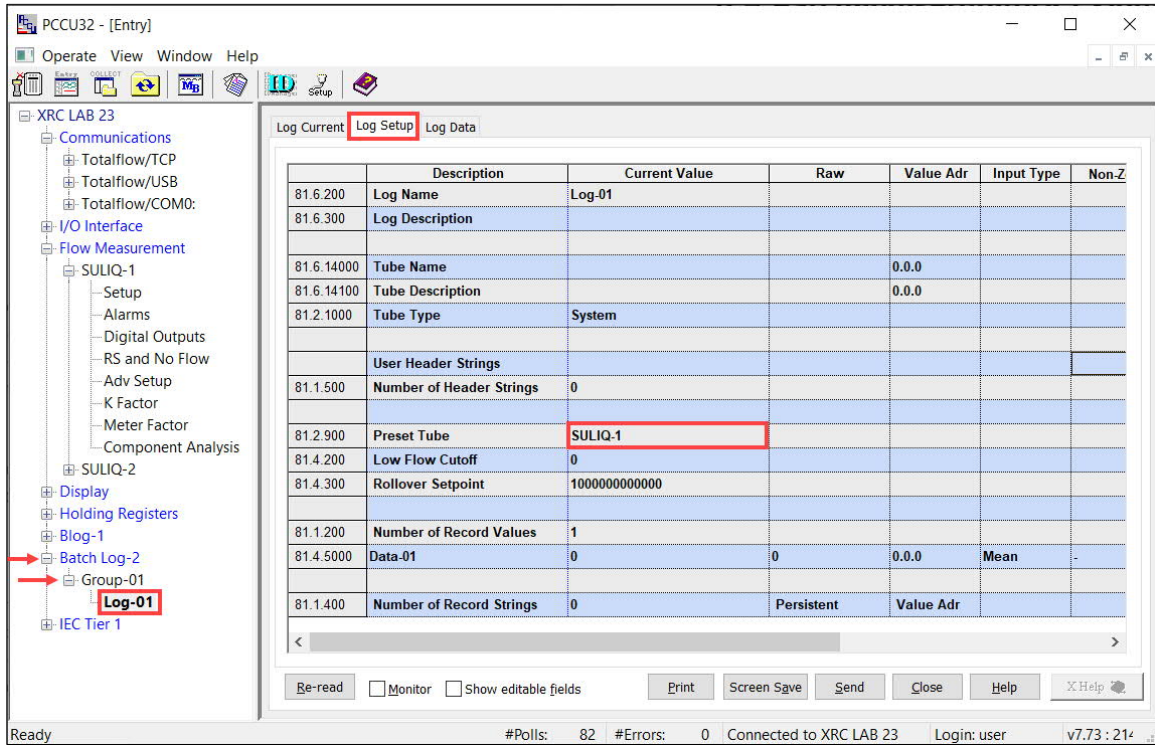 PCCU32 - [Entry]
Operate View Window Help
Entry COLLECT MB ID Setup
XRC LAB 23
Communications
Totalflow/TCP
Totalflow/USB
Totalflow/COM0:
I/O Interface
Flow Measurement
SULIQ-1
Setup
Alarms
Digital Outputs
RS and No Flow
Adv Setup
K Factor
Meter Factor
Component Analysis
SULIQ-2
Display
Holding Registers
Blog-1
Batch Log-2
Group-01
Log-01
IEC Tier 1
Log Current Log Setup Log Data
Description Current Value Raw Value Adr Input Type Non-Z
81.6.200 Log Name Log-01
81.6.300 Log Description
81.6.14000 Tube Name 0.0.0
81.6.14100 Tube Description 0.0.0
81.2.1000 Tube Type System
User Header Strings
81.1.500 Number of Header Strings 0
81.2.900 Preset Tube SULIQ-1
81.4.200 Low Flow Cutoff 0
81.4.300 Rollover Setpoint 1000000000000
81.1.200 Number of Record Values 1
81.4.5000 Data-01 0 0 0.0.0 Mean -
81.1.400 Number of Record Strings 0 Persistent Value Adr
Re-read Monitor Show editable fields Print Screen Save Send Close Help X Help
Ready #Polls: 82 #Errors: 0 Connected to XRC LAB 23 Login: user v7.73 : 214